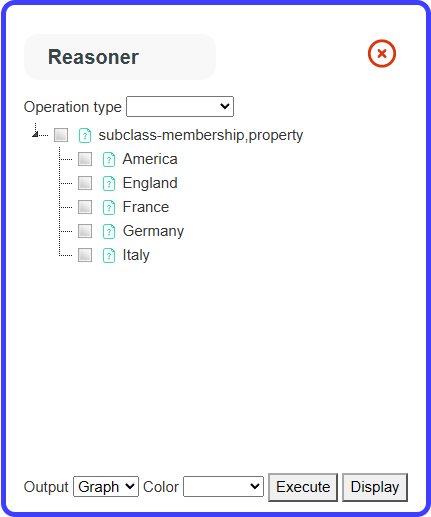 Reasoner
Operation type
subclass-membership,property
America
England
France
Germany
Italy
Output Graph Color Execute Display